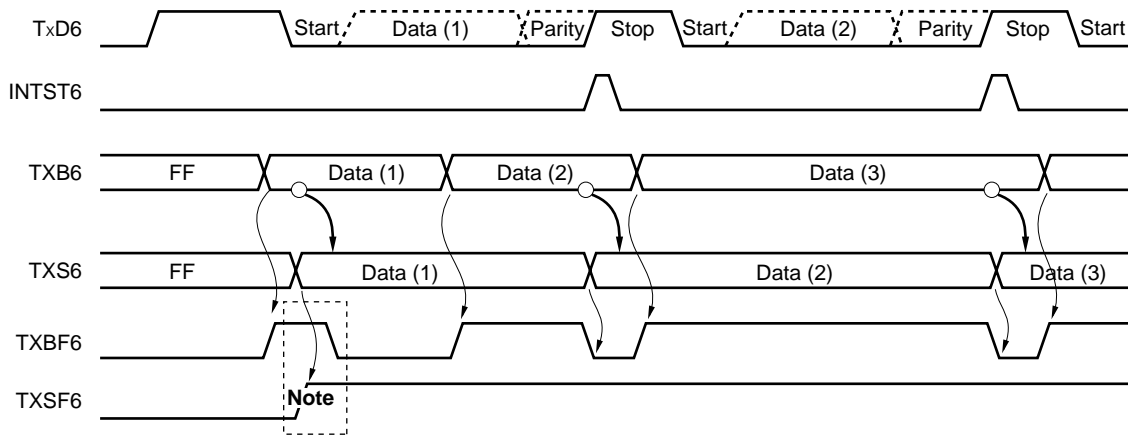 TxD6 Start Data (1) Parity Stop Start Data (2) Parity Stop Start
INTST6
TXB6 FF Data (1) Data (2) Data (3)
TXS6 FF Data (1) Data (2) Data (3)
TXBF6
Note
TXSF6